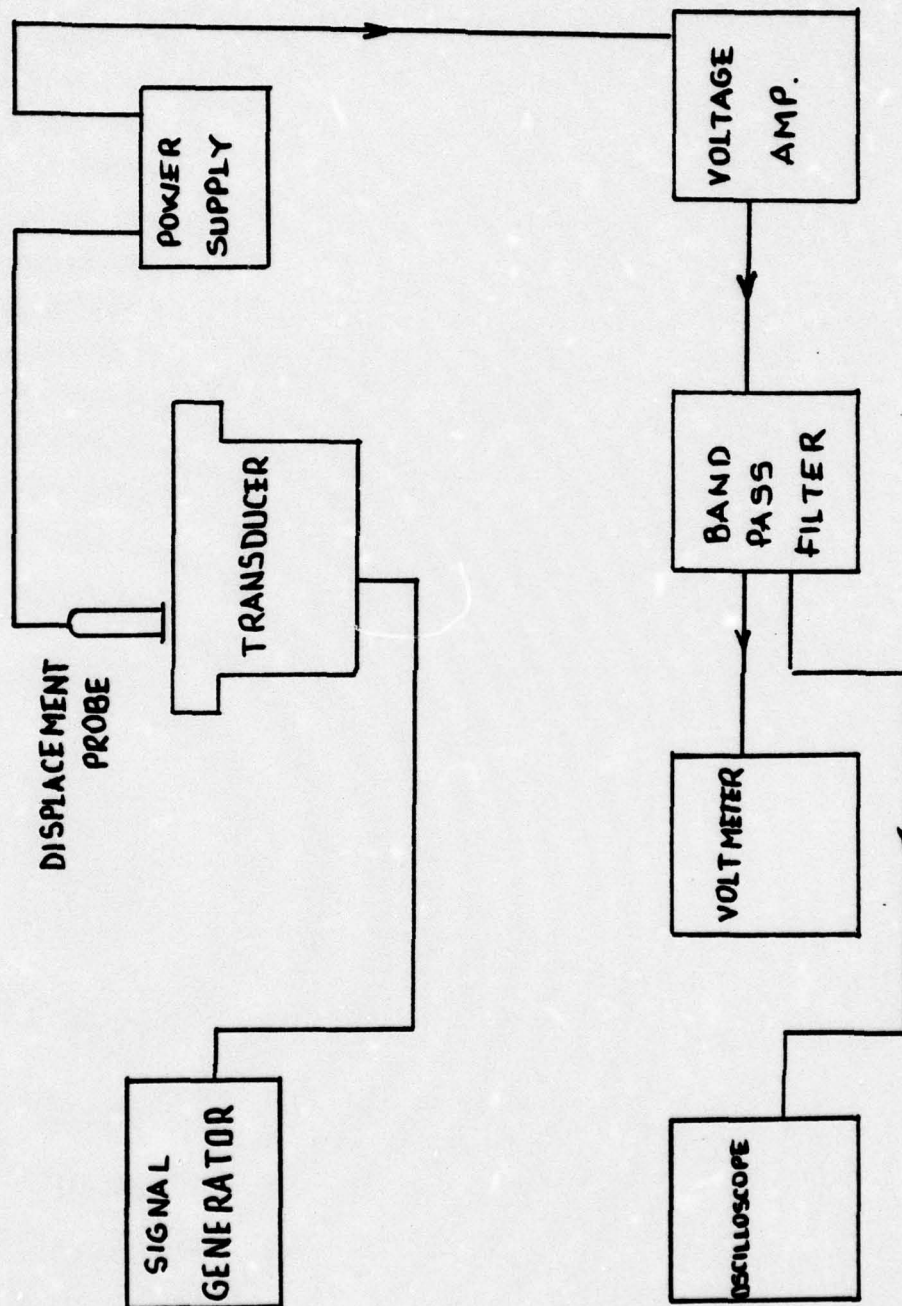 SIGNAL
GENERATOR
DISPLACEMENT
PROBE
TRANSDUCER
POWER
SUPPLY
OSCILLOSCOPE
VOLTMETER
BAND
PASS
FILTER
VOLTAGE
AMP.